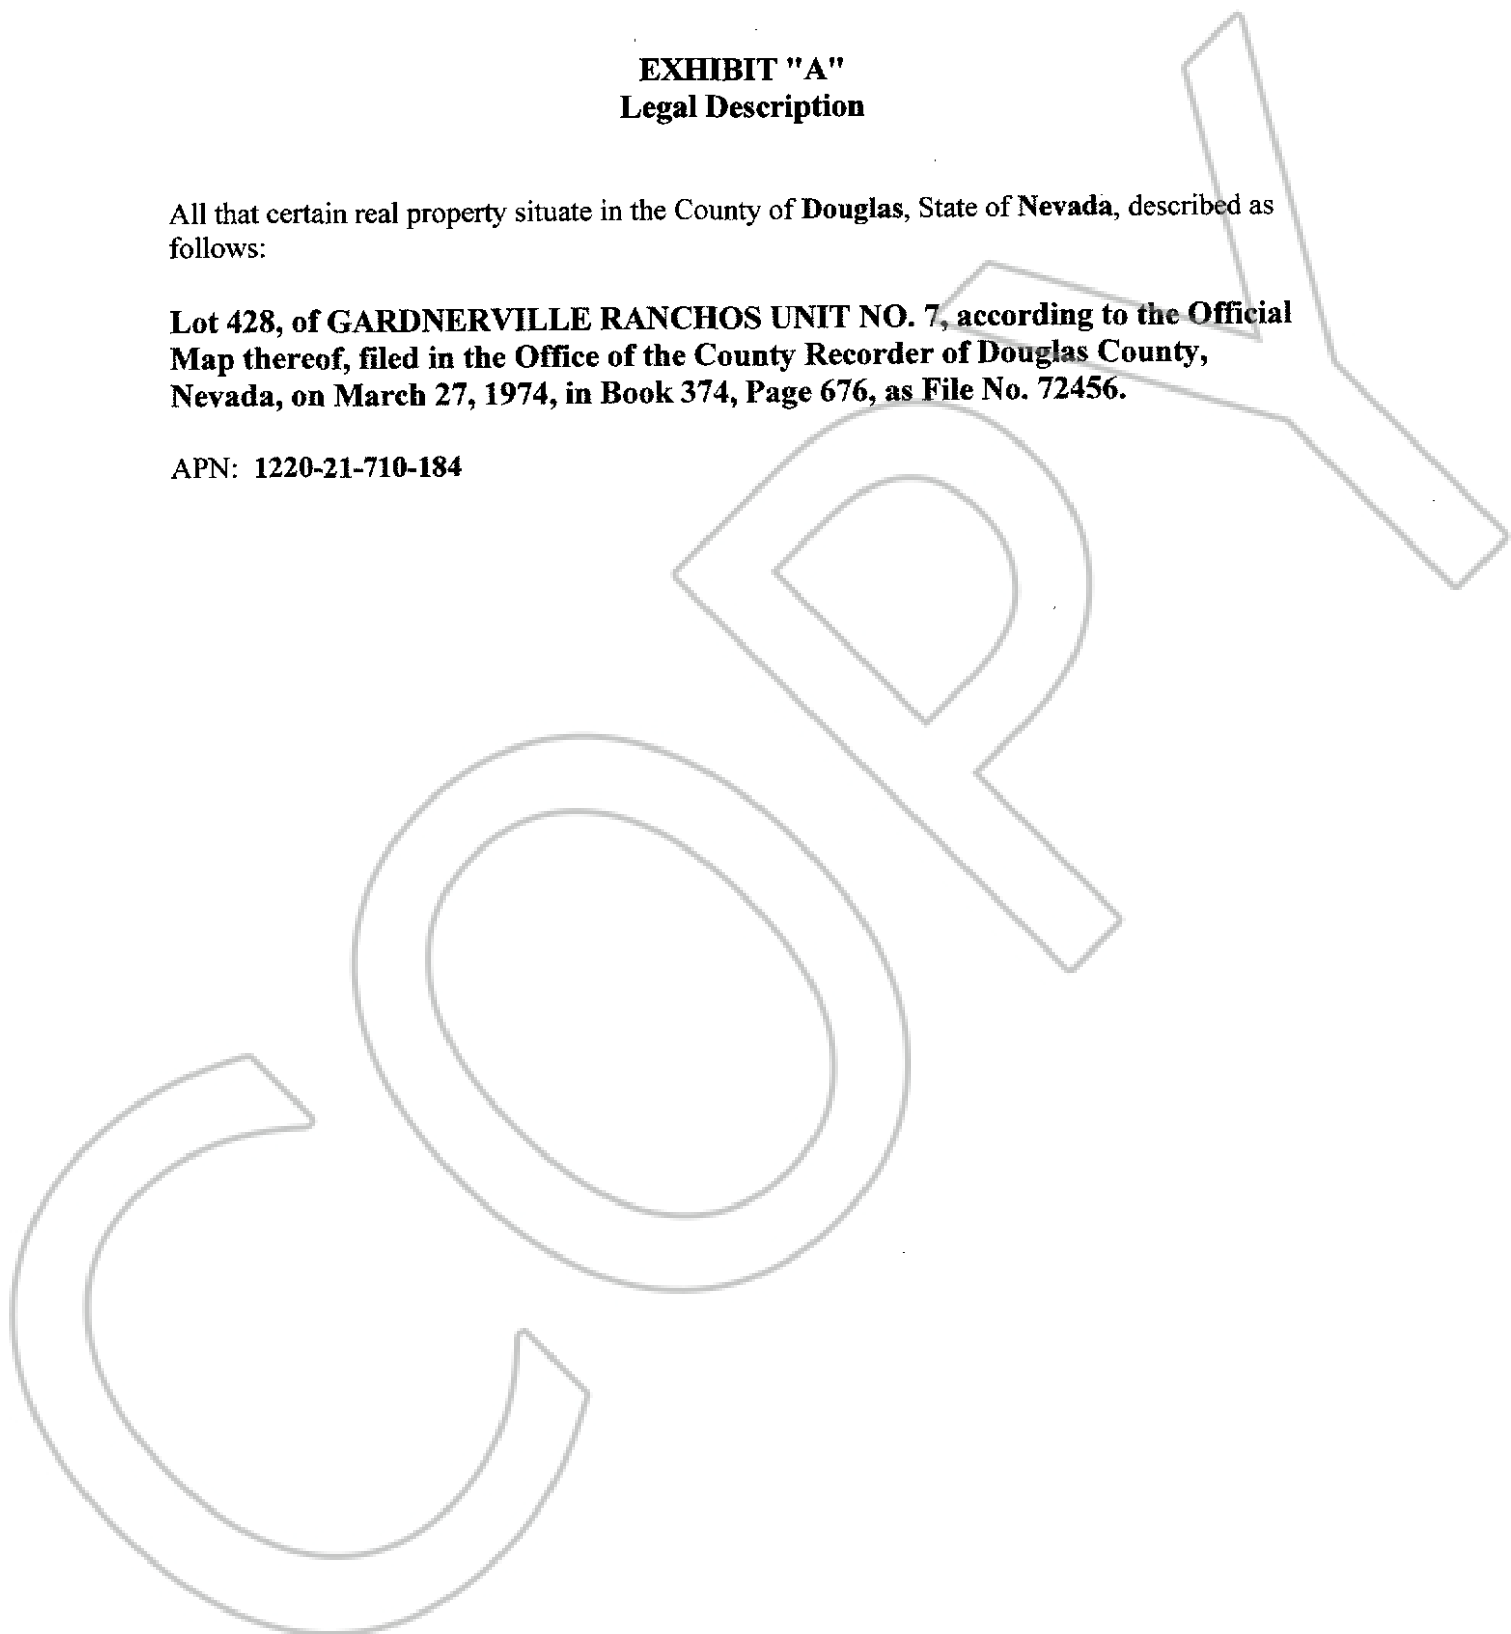 EXHIBIT "A"
Legal Description
All that certain real property situate in the County of Douglas, State of Nevada, described as
follows:
Lot 428, of GARDNERVILLE RANCHOS UNIT NO. 7, according to the Official
Map thereof, filed in the Office of the County Recorder of Douglas County,
Nevada, on March 27, 1974, in Book 374, Page 676, as File No. 72456.
APN: 1220-21-710-184
COPY